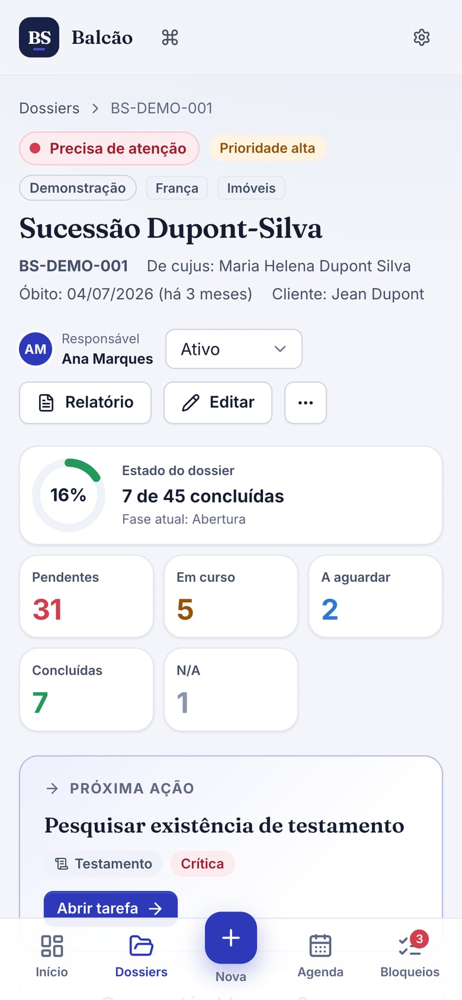 BS Balcão
Dossiers > BS-DEMO-001
Precisa de atenção Prioridade alta
Demonstração França Imóveis
Sucessão Dupont-Silva
BS-DEMO-001 De cujus: Maria Helena Dupont Silva
Óbito: 04/07/2026 (há 3 meses) Cliente: Jean Dupont
AM Responsável
Ana Marques
Ativo
Relatório Editar ...
16%
Estado do dossier
7 de 45 concluídas
Fase atual: Abertura
Pendentes Em curso A aguardar
31 5 2
Concluídas N/A
7 1
→ PRÓXIMA AÇÃO
Pesquisar existência de testamento
Testamento Crítica
Abrir tarefa →
3
Início Dossiers Nova Agenda Bloqueios